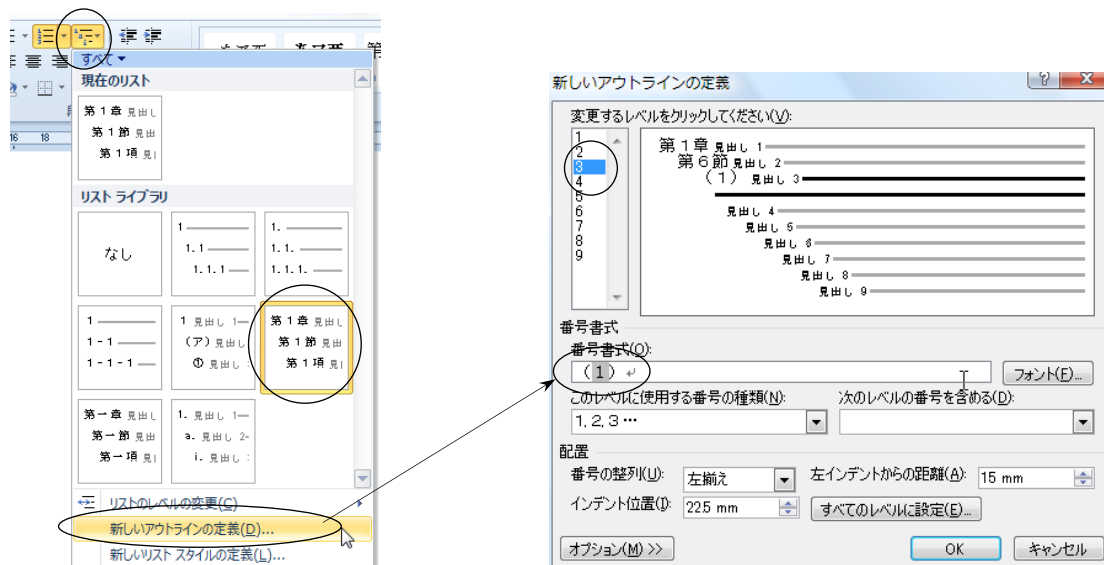 すべて
現在のリスト
第１章 見出し
第１節 見出
第１項 見
リスト ライブラリ
なし
1
1.1
1.1.1
1.
1.1.
1.1.1.
1
1-1
1-1-1
1 見出し 1
(ア) 見出し
① 見出し
第１章 見出し
第１節 見出
第１項 見
第一章 見出し
第一節 見出
第一項 見
1. 見出し 1
a. 見出し 2
i. 見出し
リストのレベルの変更(C)
新しいアウトラインの定義(D)...
新しいリスト スタイルの定義(L)...
16 18
新しいアウトラインの定義
変更するレベルをクリックしてください(V):
1
2
3
4
5
6
7
8
9
第１章 見出し 1
第６節 見出し 2
（１） 見出し 3
見出し 4
見出し 5
見出し 6
見出し 7
見出し 8
見出し 9
番号書式
番号書式(O):
（1）
フォント(F)...
このレベルに使用する番号の種類(N):
次のレベルの番号を含める(D):
1, 2, 3 …
配置
番号の整列(U):
左揃え
左インデントからの距離(A):
15 mm
インデント位置(I):
22.5 mm
すべてのレベルに設定(E)...
オプション(M) >>
OK
キャンセル